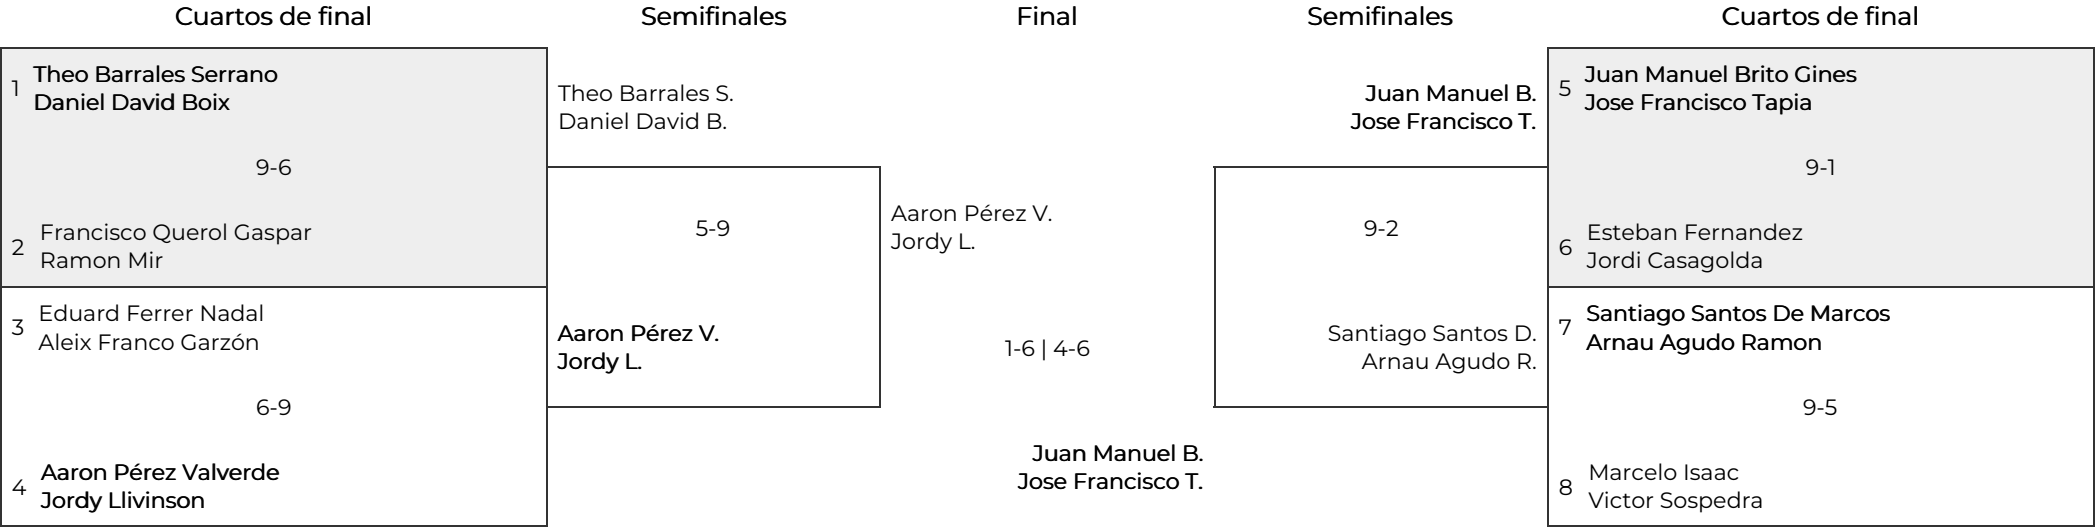 Cuartos de final
Semifinales
Final
Semifinales
Cuartos de final
1
Theo Barrales Serrano
Daniel David Boix
9-6
2
Francisco Querol Gaspar
Ramon Mir
3
Eduard Ferrer Nadal
Aleix Franco Garzón
6-9
4
Aaron Pérez Valverde
Jordy Llivinson
Theo Barrales S.
Daniel David B.
5-9
Aaron Pérez V.
Jordy L.
Aaron Pérez V.
Jordy L.
1-6 | 4-6
Juan Manuel B.
Jose Francisco T.
Juan Manuel B.
Jose Francisco T.
9-2
Santiago Santos D.
Arnau Agudo R.
5
Juan Manuel Brito Gines
Jose Francisco Tapia
9-1
6
Esteban Fernandez
Jordi Casagolda
7
Santiago Santos De Marcos
Arnau Agudo Ramon
9-5
8
Marcelo Isaac
Victor Sospedra